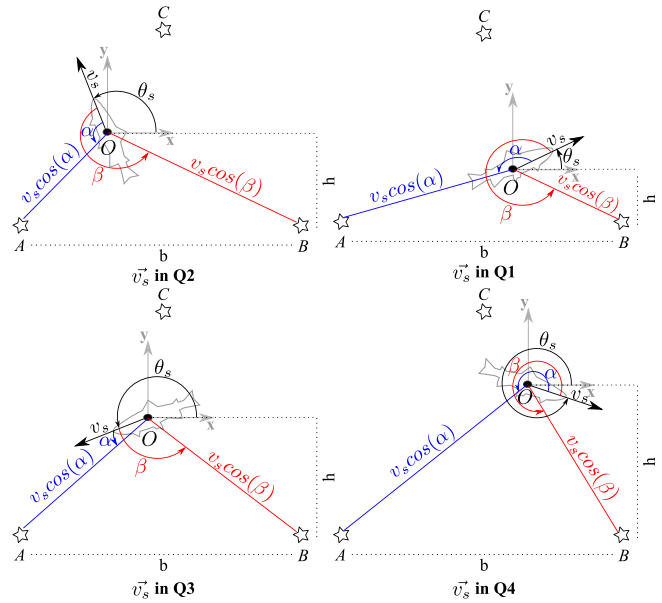 C
y
v_s
θ_s
α
x
O
v_s cos(α)
β
v_s cos(β)
h
A
B
b
v⃗_s in Q2
C
y
v_s
θ_s
α
x
O
v_s cos(α)
β
v_s cos(β)
h
A
B
b
v⃗_s in Q1
C
y
θ_s
v_s
x
O
α
β
v_s cos(α)
v_s cos(β)
h
A
B
b
v⃗_s in Q3
C
y
θ_s
β
α
x
v_s
O
v_s cos(α)
v_s cos(β)
h
A
B
b
v⃗_s in Q4